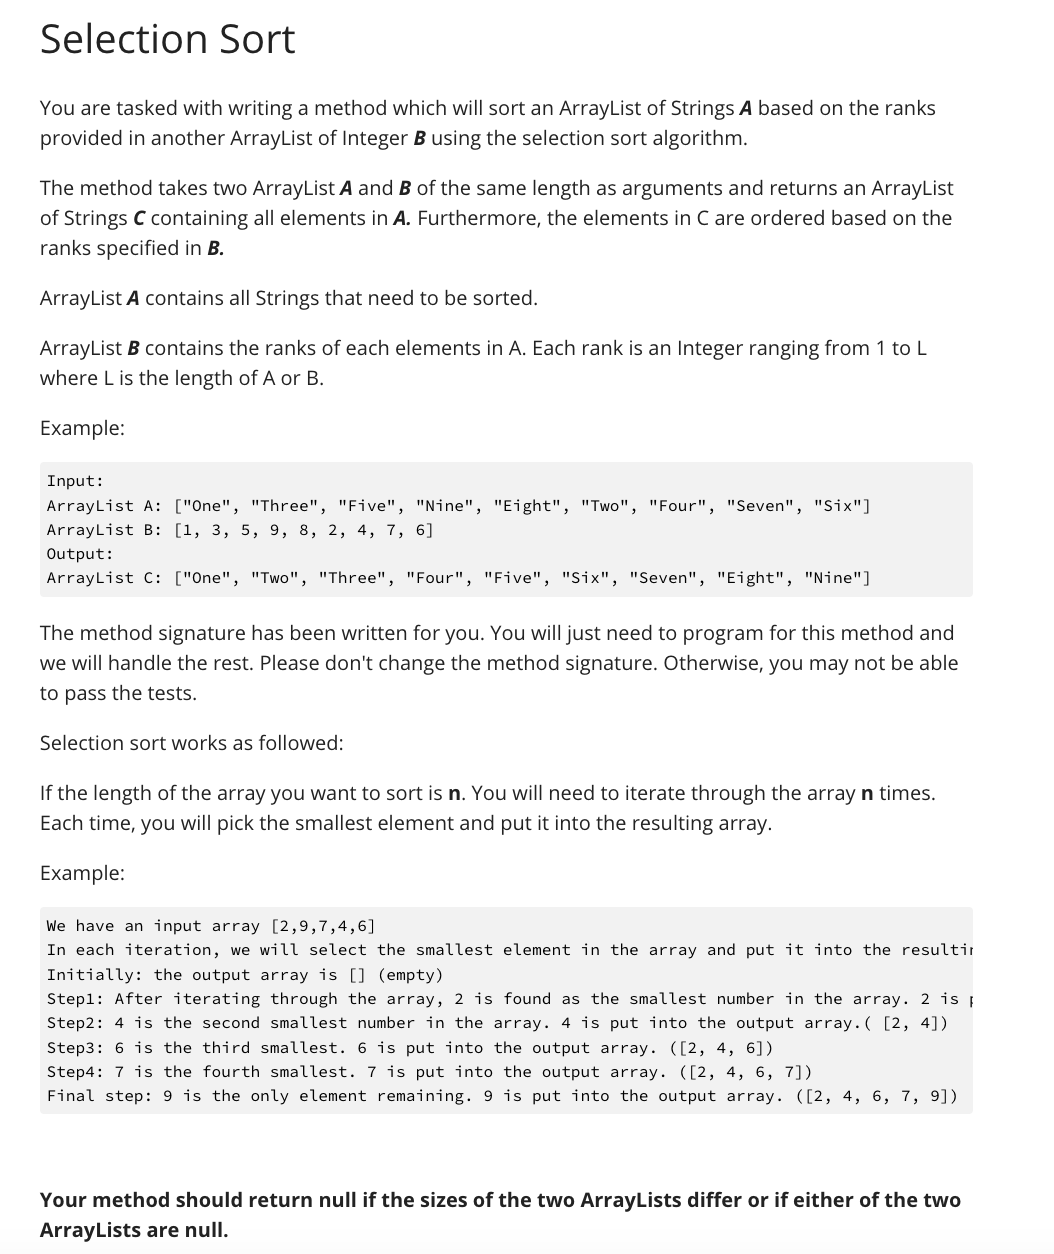 Selection Sort
You are tasked with writing a method which will sort an ArrayList of Strings A based on the ranks
provided in another ArrayList of Integer B using the selection sort algorithm.
The method takes two ArrayList A and B of the same length as arguments and returns an ArrayList
of Strings C containing all elements in A. Furthermore, the elements in C are ordered based on the
ranks specified in B.
ArrayList A contains all Strings that need to be sorted.
ArrayList B contains the ranks of each elements in A. Each rank is an Integer ranging from 1 to L
where L is the length of A or B.
Example:
Input:
ArrayList A: ["One", "Three", "Five", "Nine", "Eight", "Two", "Four", "Seven", "Six"]
ArrayList B: [1, 3, 5, 9, 8, 2, 4, 7, 6]
Output:
ArrayList C: ["One", "Two", "Three", "Four", "Five", "Six", "Seven", "Eight", "Nine"]
The method signature has been written for you. You will just need to program for this method and
we will handle the rest. Please don't change the method signature. Otherwise, you may not be able
to pass the tests.
Selection sort works as followed:
If the length of the array you want to sort is n. You will need to iterate through the array n times.
Each time, you will pick the smallest element and put it into the resulting array.
Example:
We have an input array [2,9,7,4,6]
In each iteration, we will select the smallest element in the array and put it into the
Initially: the output array is [] (empty)
Step1: After iterating through the array, 2 is found as the smallest number in the array. 2 is
Step2: 4 is the second smallest number in the array. 4 is put into the output array.( [2, 4])
Step3: 6 is the third smallest. 6 is put into the output array. ([2, 4, 6])
Step4: 7 is the fourth smallest. 7 is put into the output array. ([2, 4, 6, 7])
Final step: 9 is the only element remaining. 9 is put into the output array. ([2, 4, 6, 7, 9])
Your method should return null if the sizes of the two ArrayLists differ or if either of the two
ArrayLists are null.